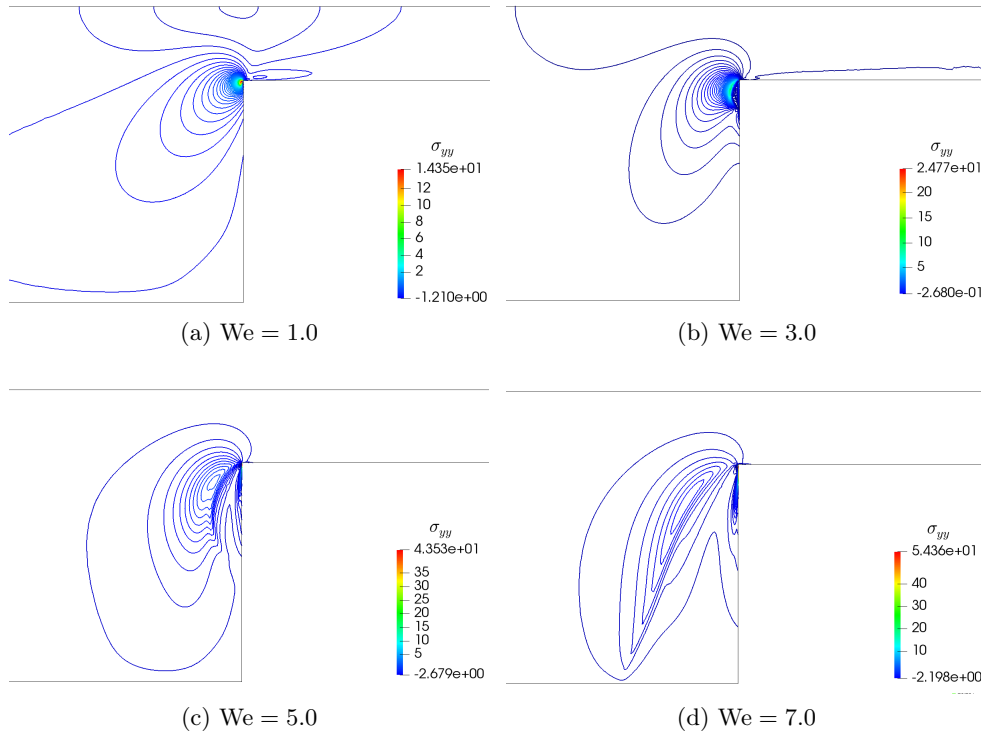 σyy
1.435e+01
12
10
8
6
4
2
-1.210e+00
(a) We = 1.0
σyy
2.477e+01
20
15
10
5
-2.680e-01
(b) We = 3.0
σyy
4.353e+01
35
30
25
20
15
10
5
-2.679e+00
(c) We = 5.0
σyy
5.436e+01
40
30
20
10
-2.198e+00
(d) We = 7.0